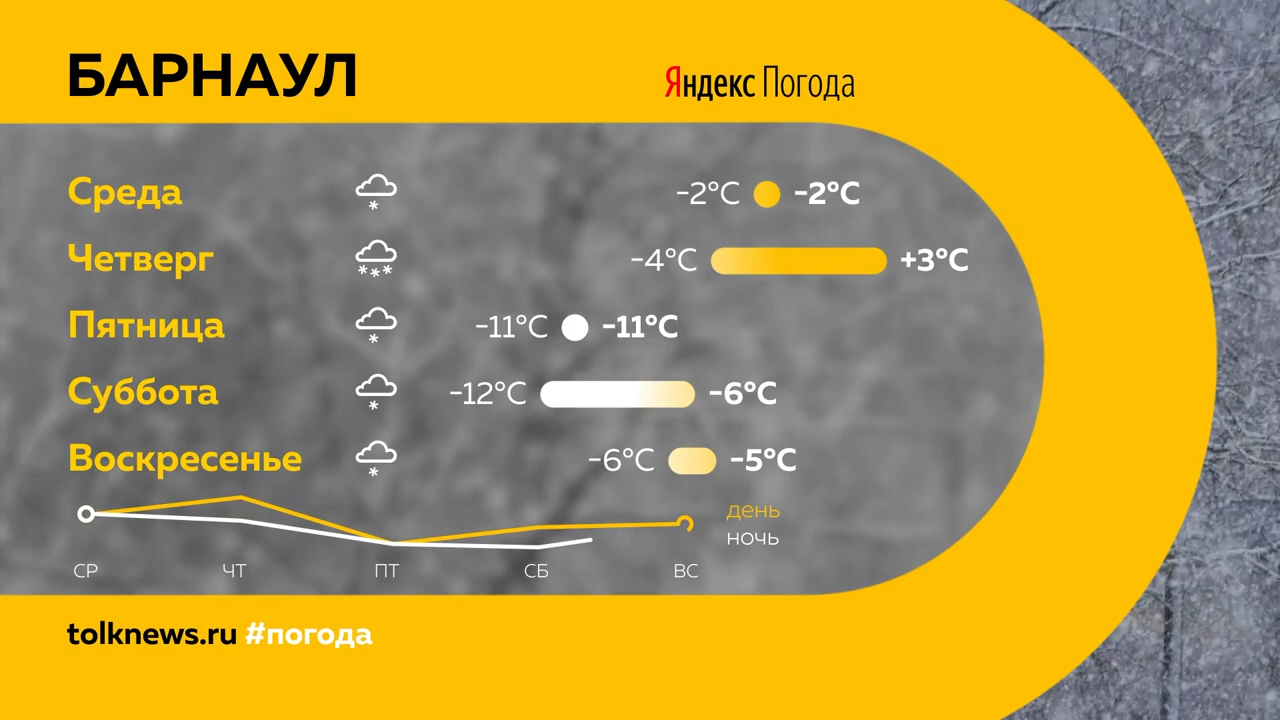 БАРНАУЛ
Яндекс Погода
Среда -2°C -2°C
Четверг -4°C +3°C
Пятница -11°C -11°C
Суббота -12°C -6°C
Воскресенье -6°C -5°C
день
ночь
СР ЧТ ПТ СБ ВС
tolknews.ru #погода